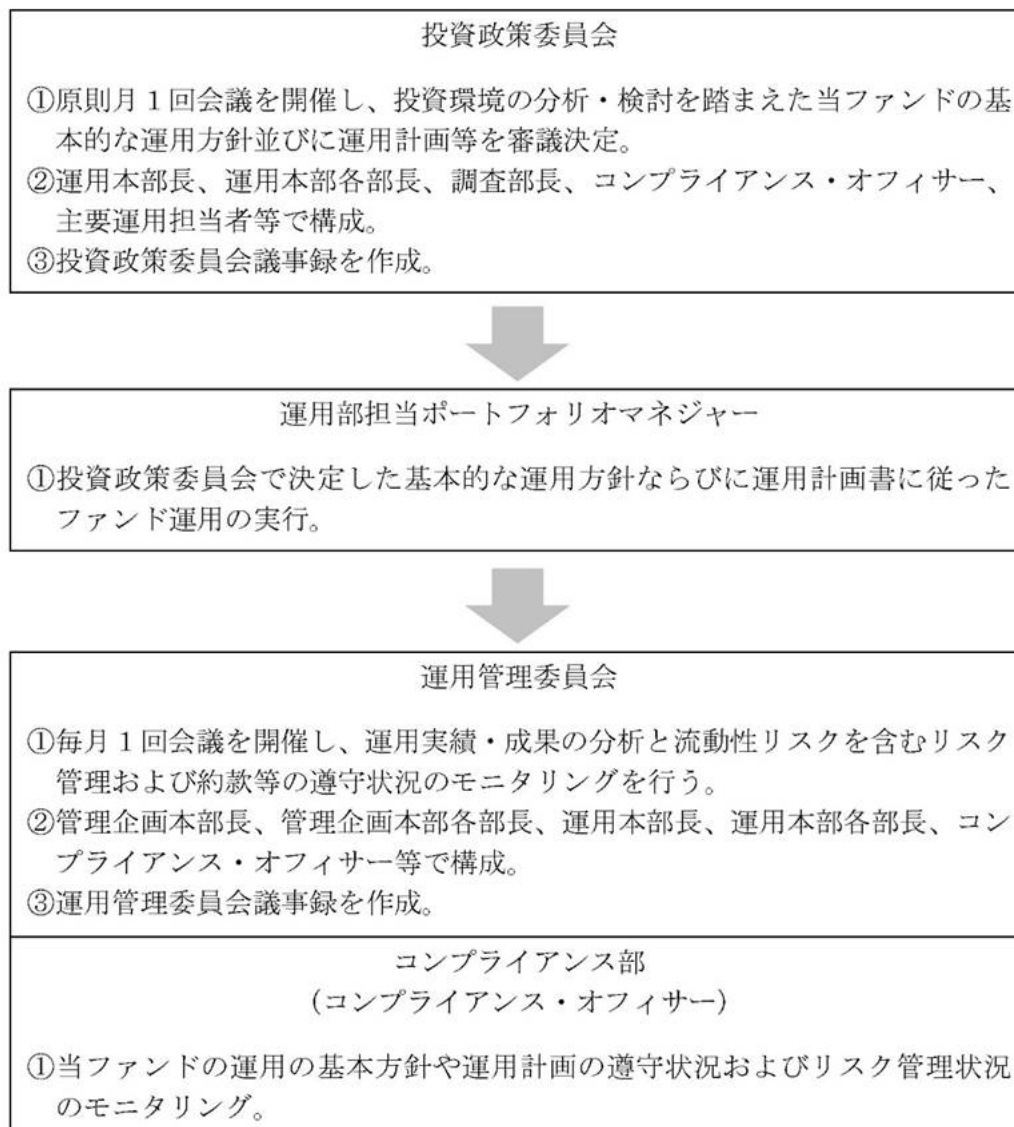 投資政策委員会
①原則月１回会議を開催し、投資環境の分析・検討を踏まえた当ファンドの基
本的な運用方針並びに運用計画等を審議決定。
②運用本部長、運用本部各部長、調査部長、コンプライアンス・オフィサー、
主要運用担当者等で構成。
③投資政策委員会議事録を作成。
運用部担当ポートフォリオマネジャー
①投資政策委員会で決定した基本的な運用方針ならびに運用計画書に従った
ファンド運用の実行。
運用管理委員会
①毎月１回会議を開催し、運用実績・成果の分析と流動性リスクを含むリスク
管理および約款等の遵守状況のモニタリングを行う。
②管理企画本部長、管理企画本部各部長、運用本部長、運用本部各部長、コン
プライアンス・オフィサー等で構成。
③運用管理委員会議事録を作成。
コンプライアンス部
（コンプライアンス・オフィサー）
①当ファンドの運用の基本方針や運用計画の遵守状況およびリスク管理状況
のモニタリング。